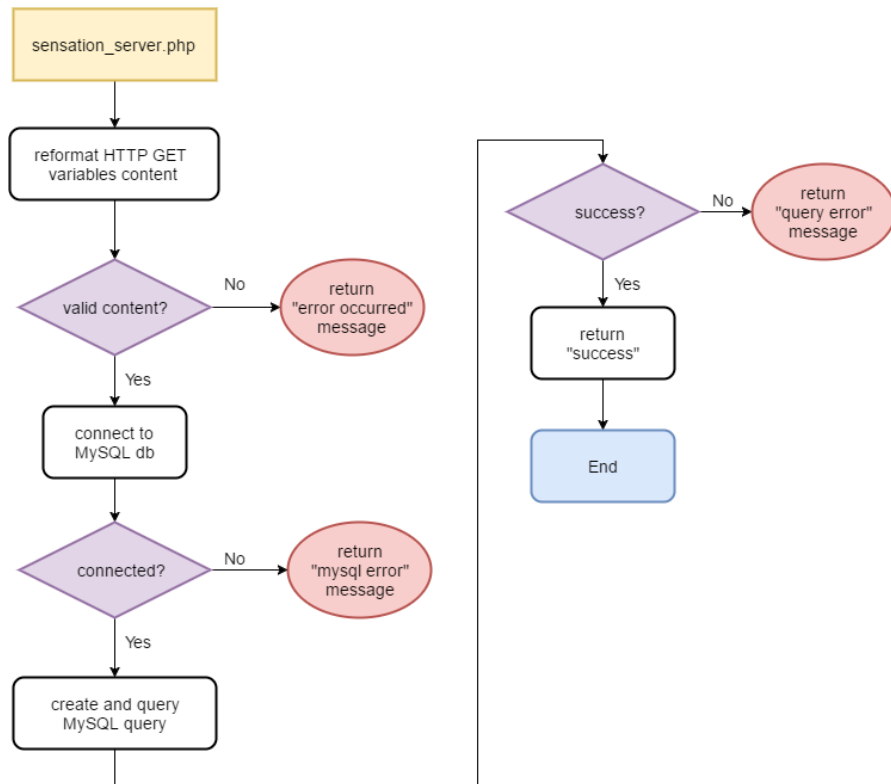 sensation_server.php
reformat HTTP GET
variables content
valid content?
No
return
"error occurred"
message
Yes
connect to
MySQL db
connected?
No
return
"mysql error"
message
Yes
create and query
MySQL query
success?
No
return
"query error"
message
Yes
return
"success"
End